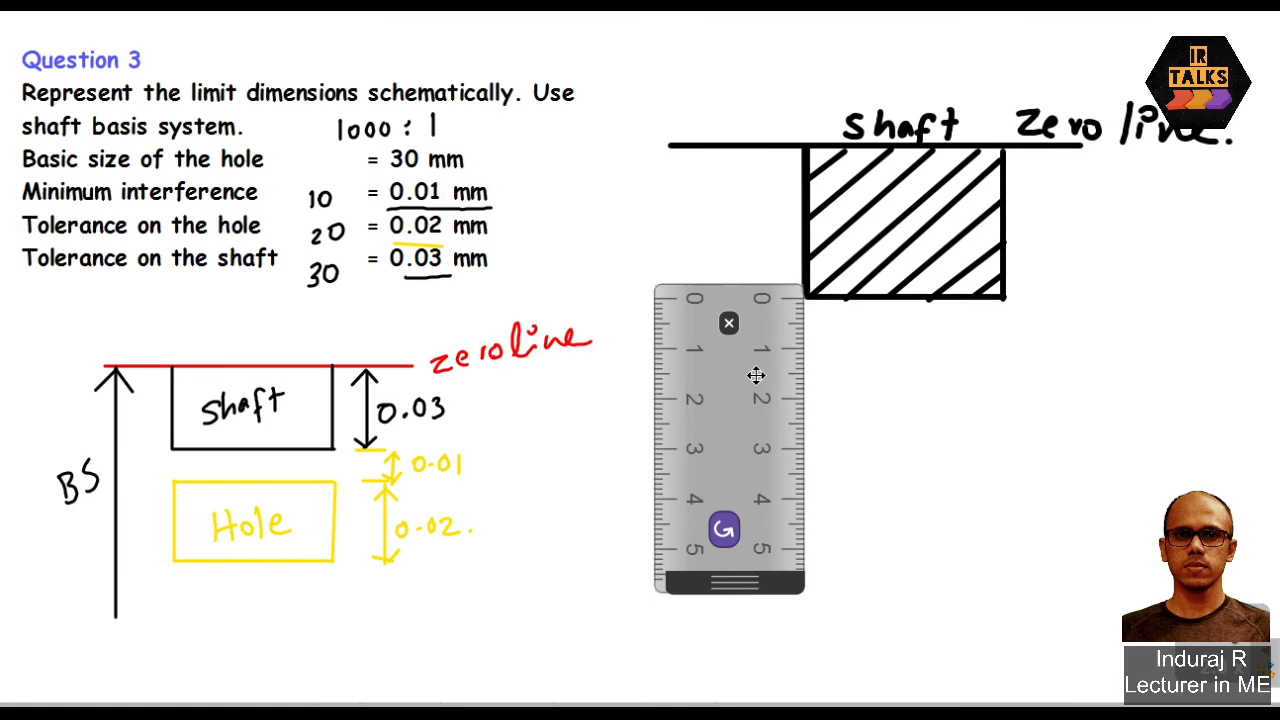 Question 3
Represent the limit dimensions schematically. Use
shaft basis system. 1000 : 1
Basic size of the hole = 30 mm
Minimum interference 10 = 0.01 mm
Tolerance on the hole 20 = 0.02 mm
Tolerance on the shaft 30 = 0.03 mm
zero line
shaft
0.03
BS
0.01
Hole
0.02.
IR
TALKS
shaft zero line.
0 0
1 1
2 2
3 3
4 4
5 5
Induraj R
Lecturer in ME